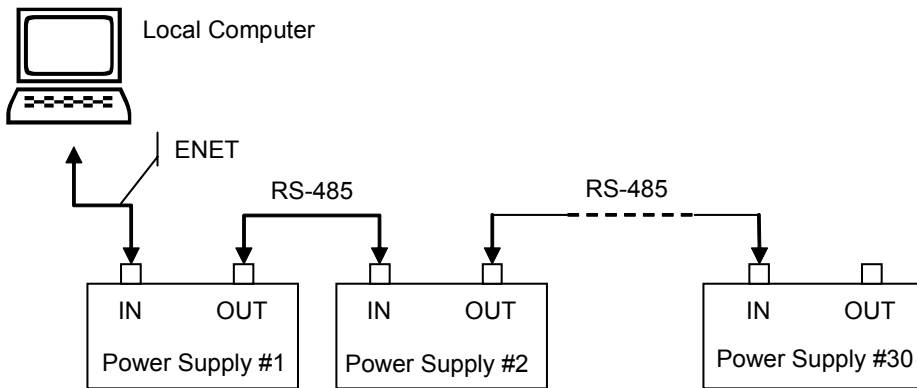 Local Computer
ENET
RS-485
RS-485
IN OUT
Power Supply #1
IN OUT
Power Supply #2
IN OUT
Power Supply #30